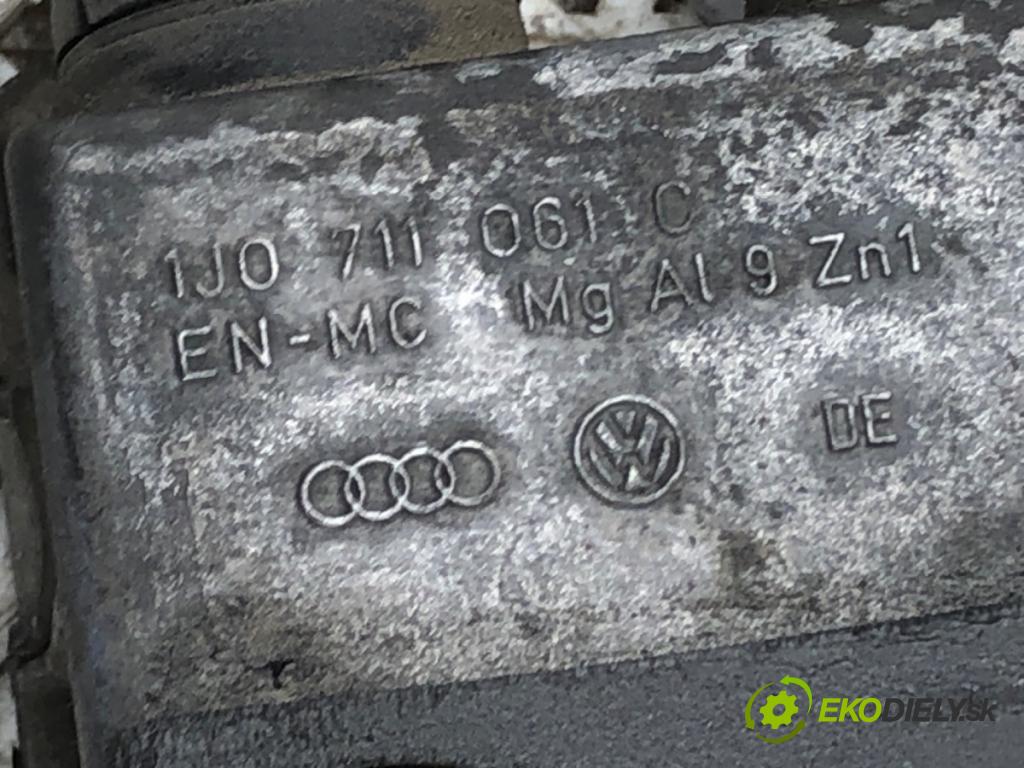 1J0 711 061 C
EN-MC Mg Al 9 Zn1
DE
EKODIELY.SK